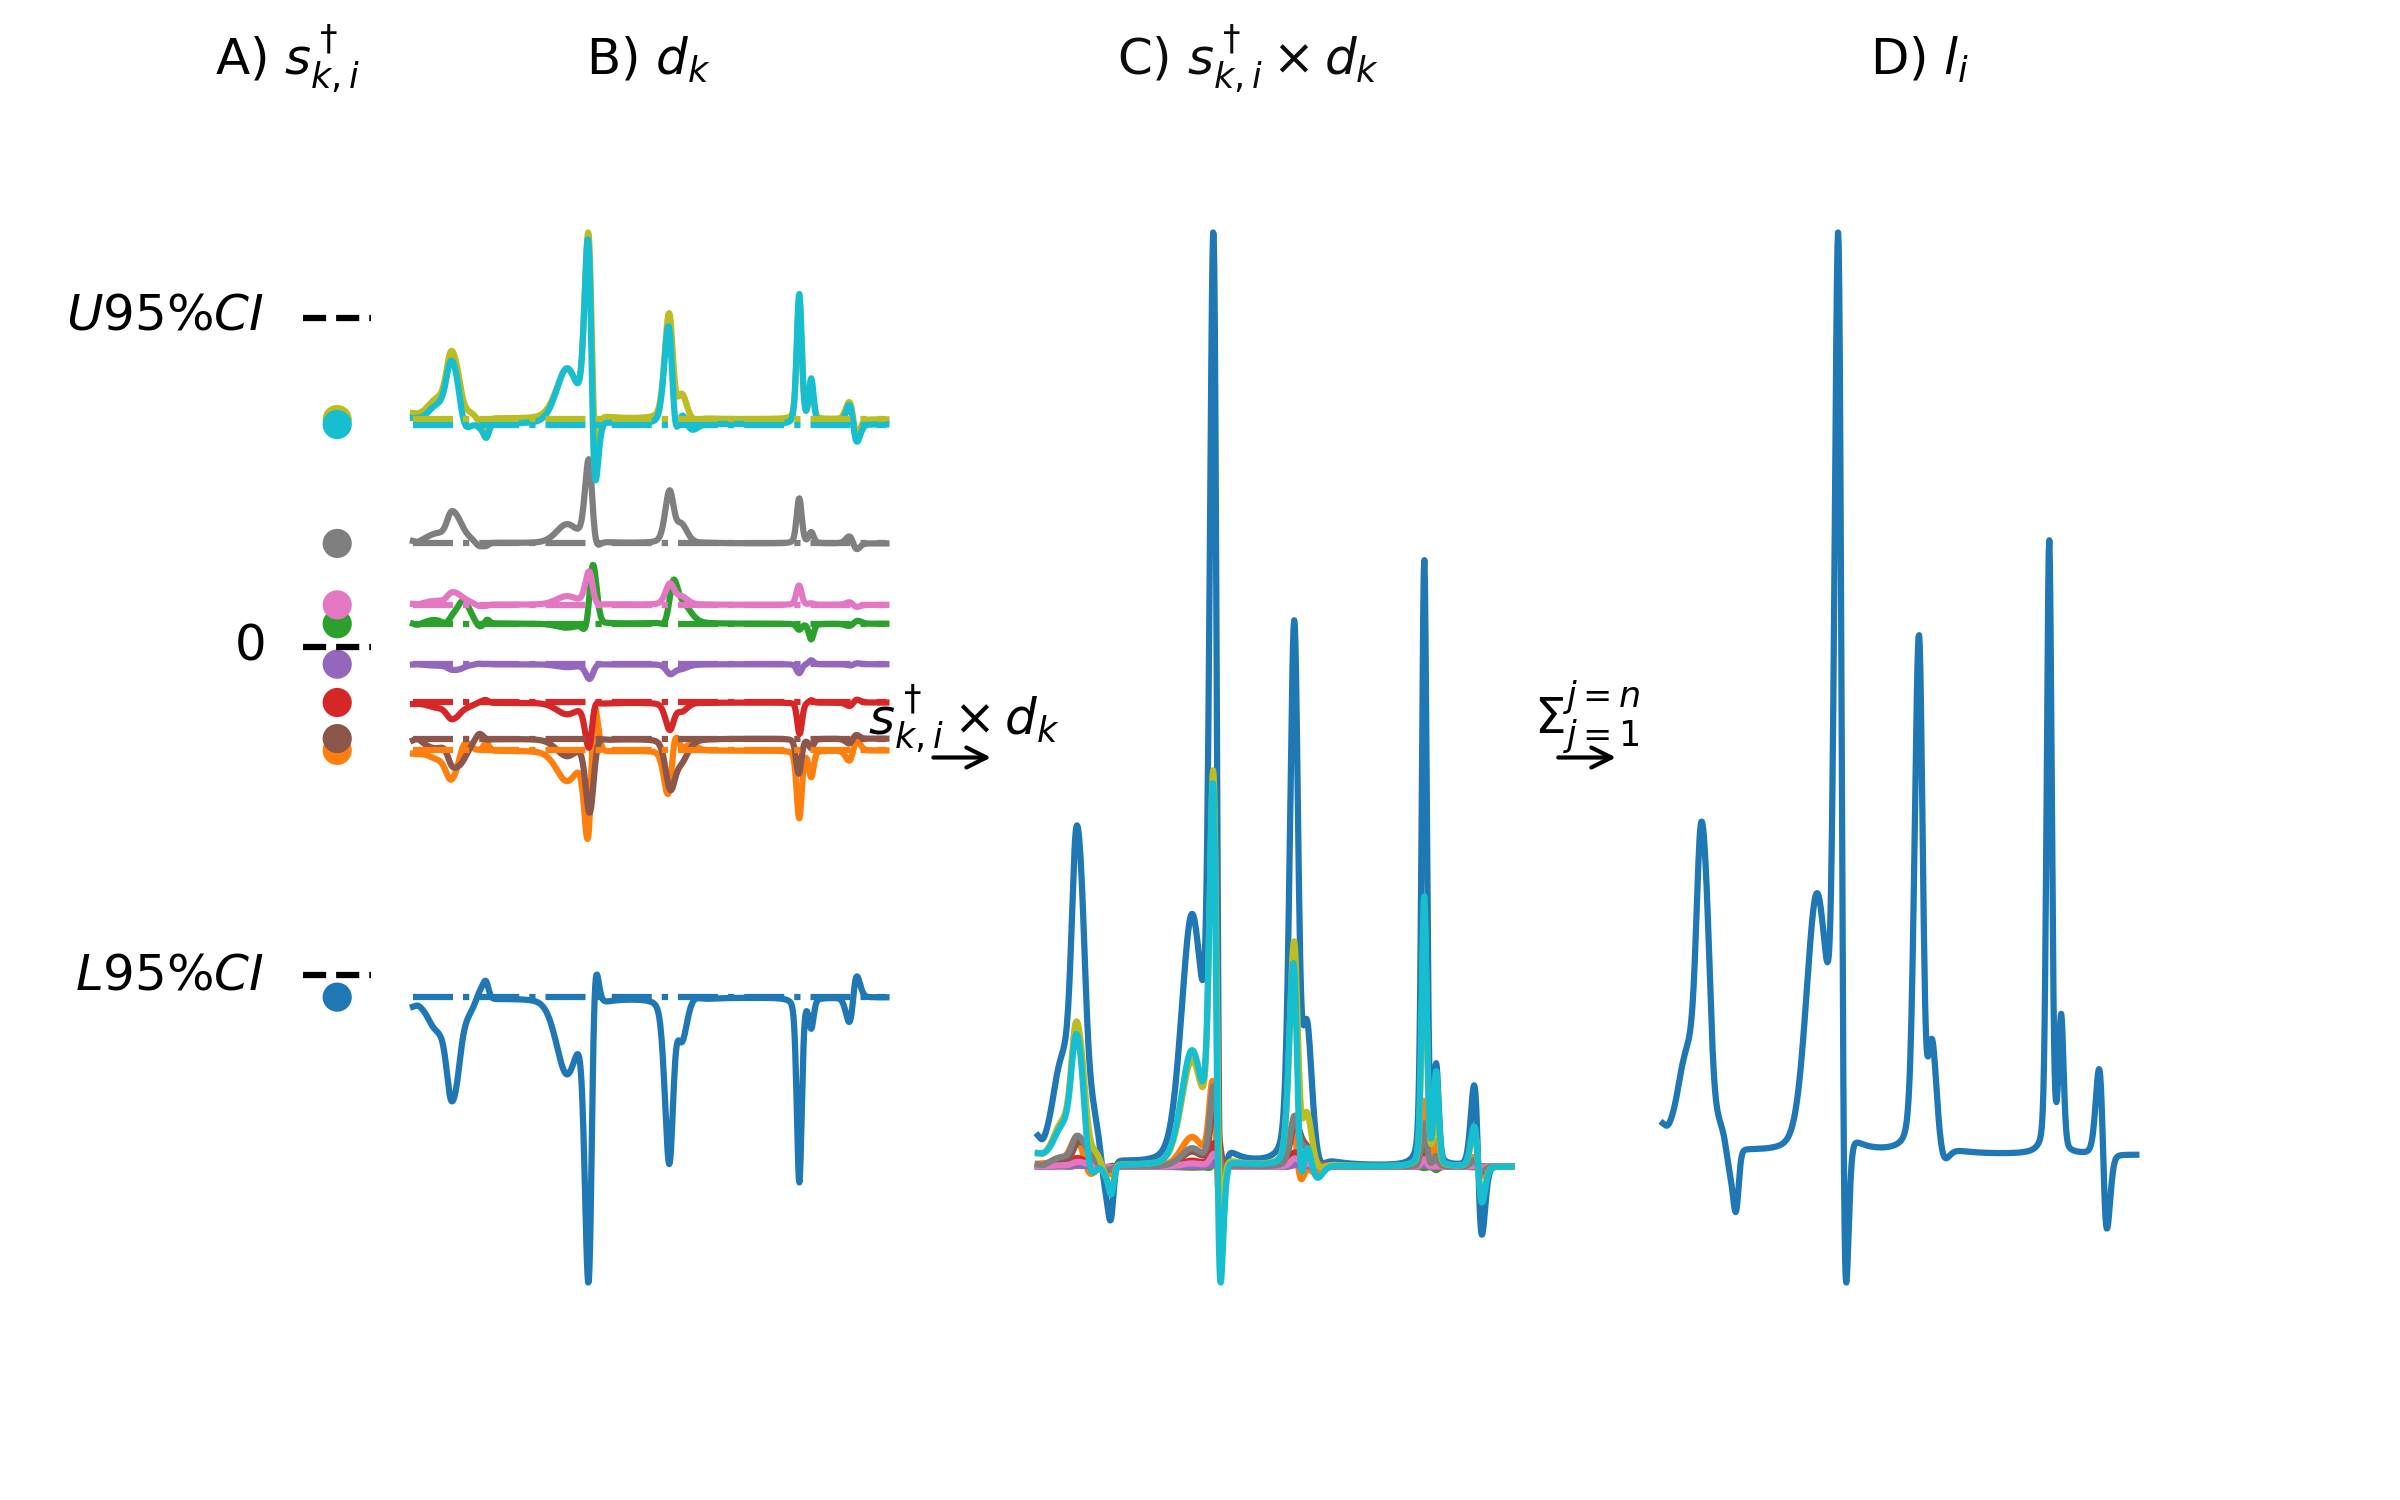 A) s†k,i
B) dk
C) s†k,i × dk
D) li
U95%CI
0
s†k,i × dk
Σj=nj=1
L95%CI